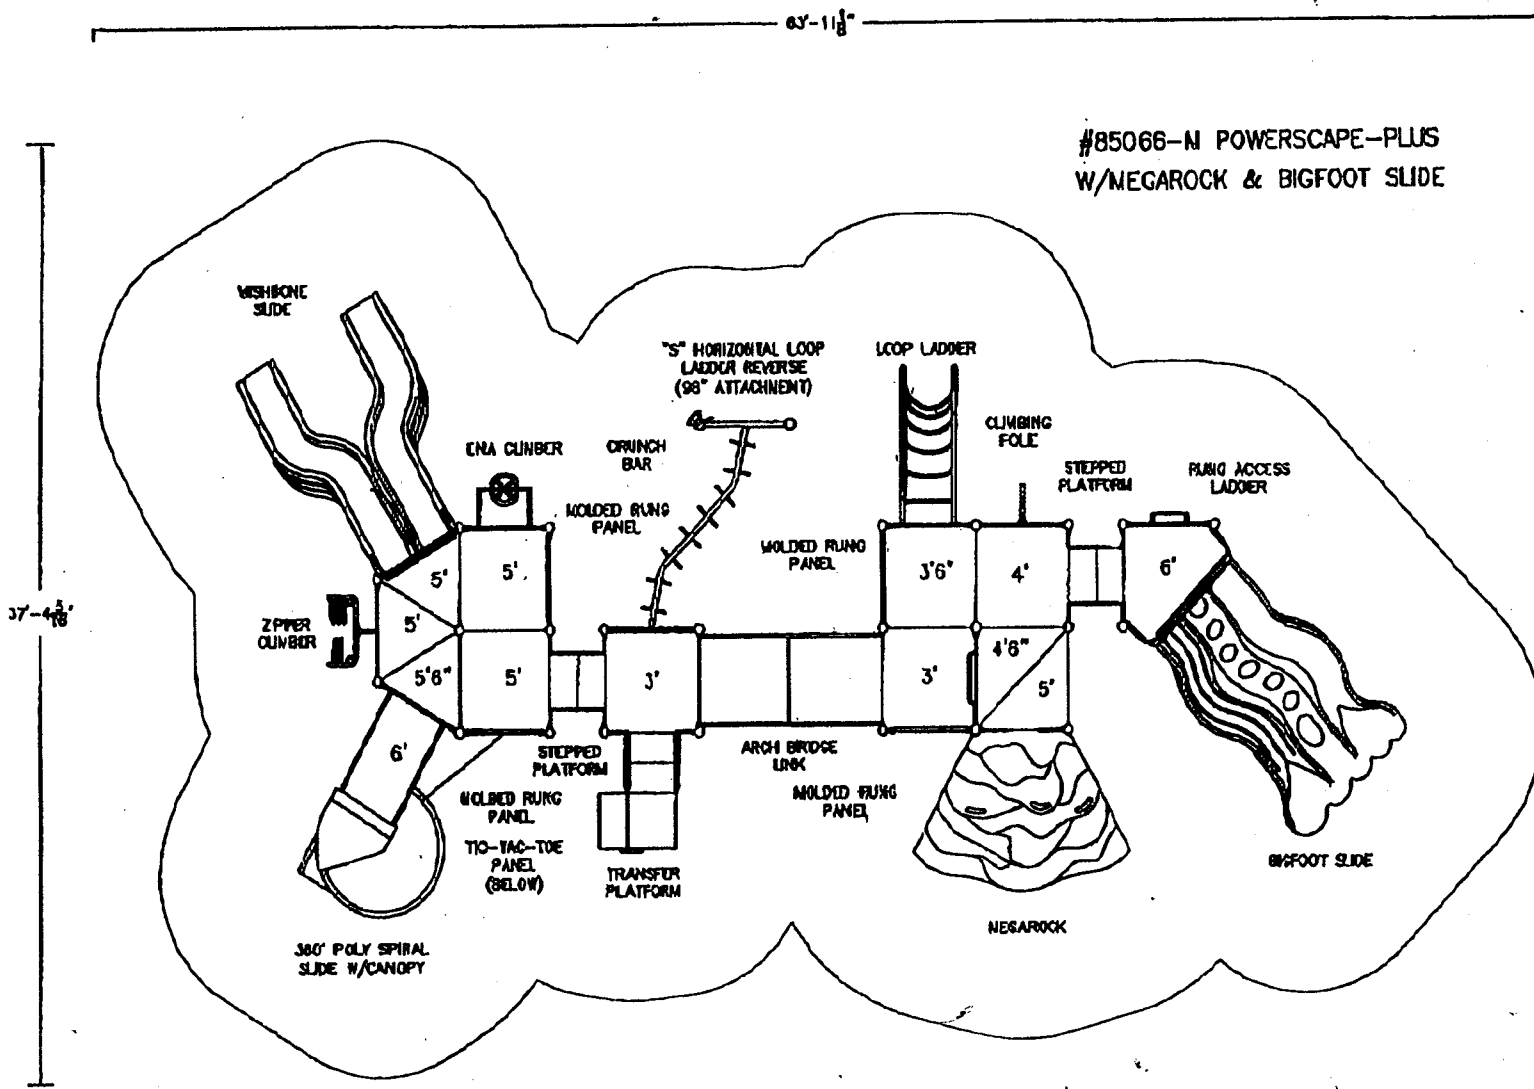 63'-11⅛"
#85066-N POWERSCAPE-PLUS
W/MEGAROCK & BIGFOOT SLIDE
WISHBONE
SLIDE
"S" HORIZONTAL LOOP
LADDER REVERSE
(98" ATTACHMENT)
LOOP LADDER
CLIMBING
POLE
ENA CLIMBER
CRUNCH
BAR
STEPPED
PLATFORM
RUNG ACCESS
LADDER
MOLDED RUNG
PANEL
MOLDED RUNG
PANEL
5'
5'
3'6"
4'
6'
37'-4 5/16"
ZIPPER
CLIMBER
5'
5'6"
5'
3'
3'
4'6"
5'
6'
STEPPED
PLATFORM
ARCH BRIDGE
LINK
MOLDED RUNG
PANEL
MOLDED RUNG
PANEL
TIC-TAC-TOE
PANEL
(BELOW)
TRANSFER
PLATFORM
BIGFOOT SLIDE
MEGAROCK
360° POLY SPIRAL
SLIDE W/CANOPY